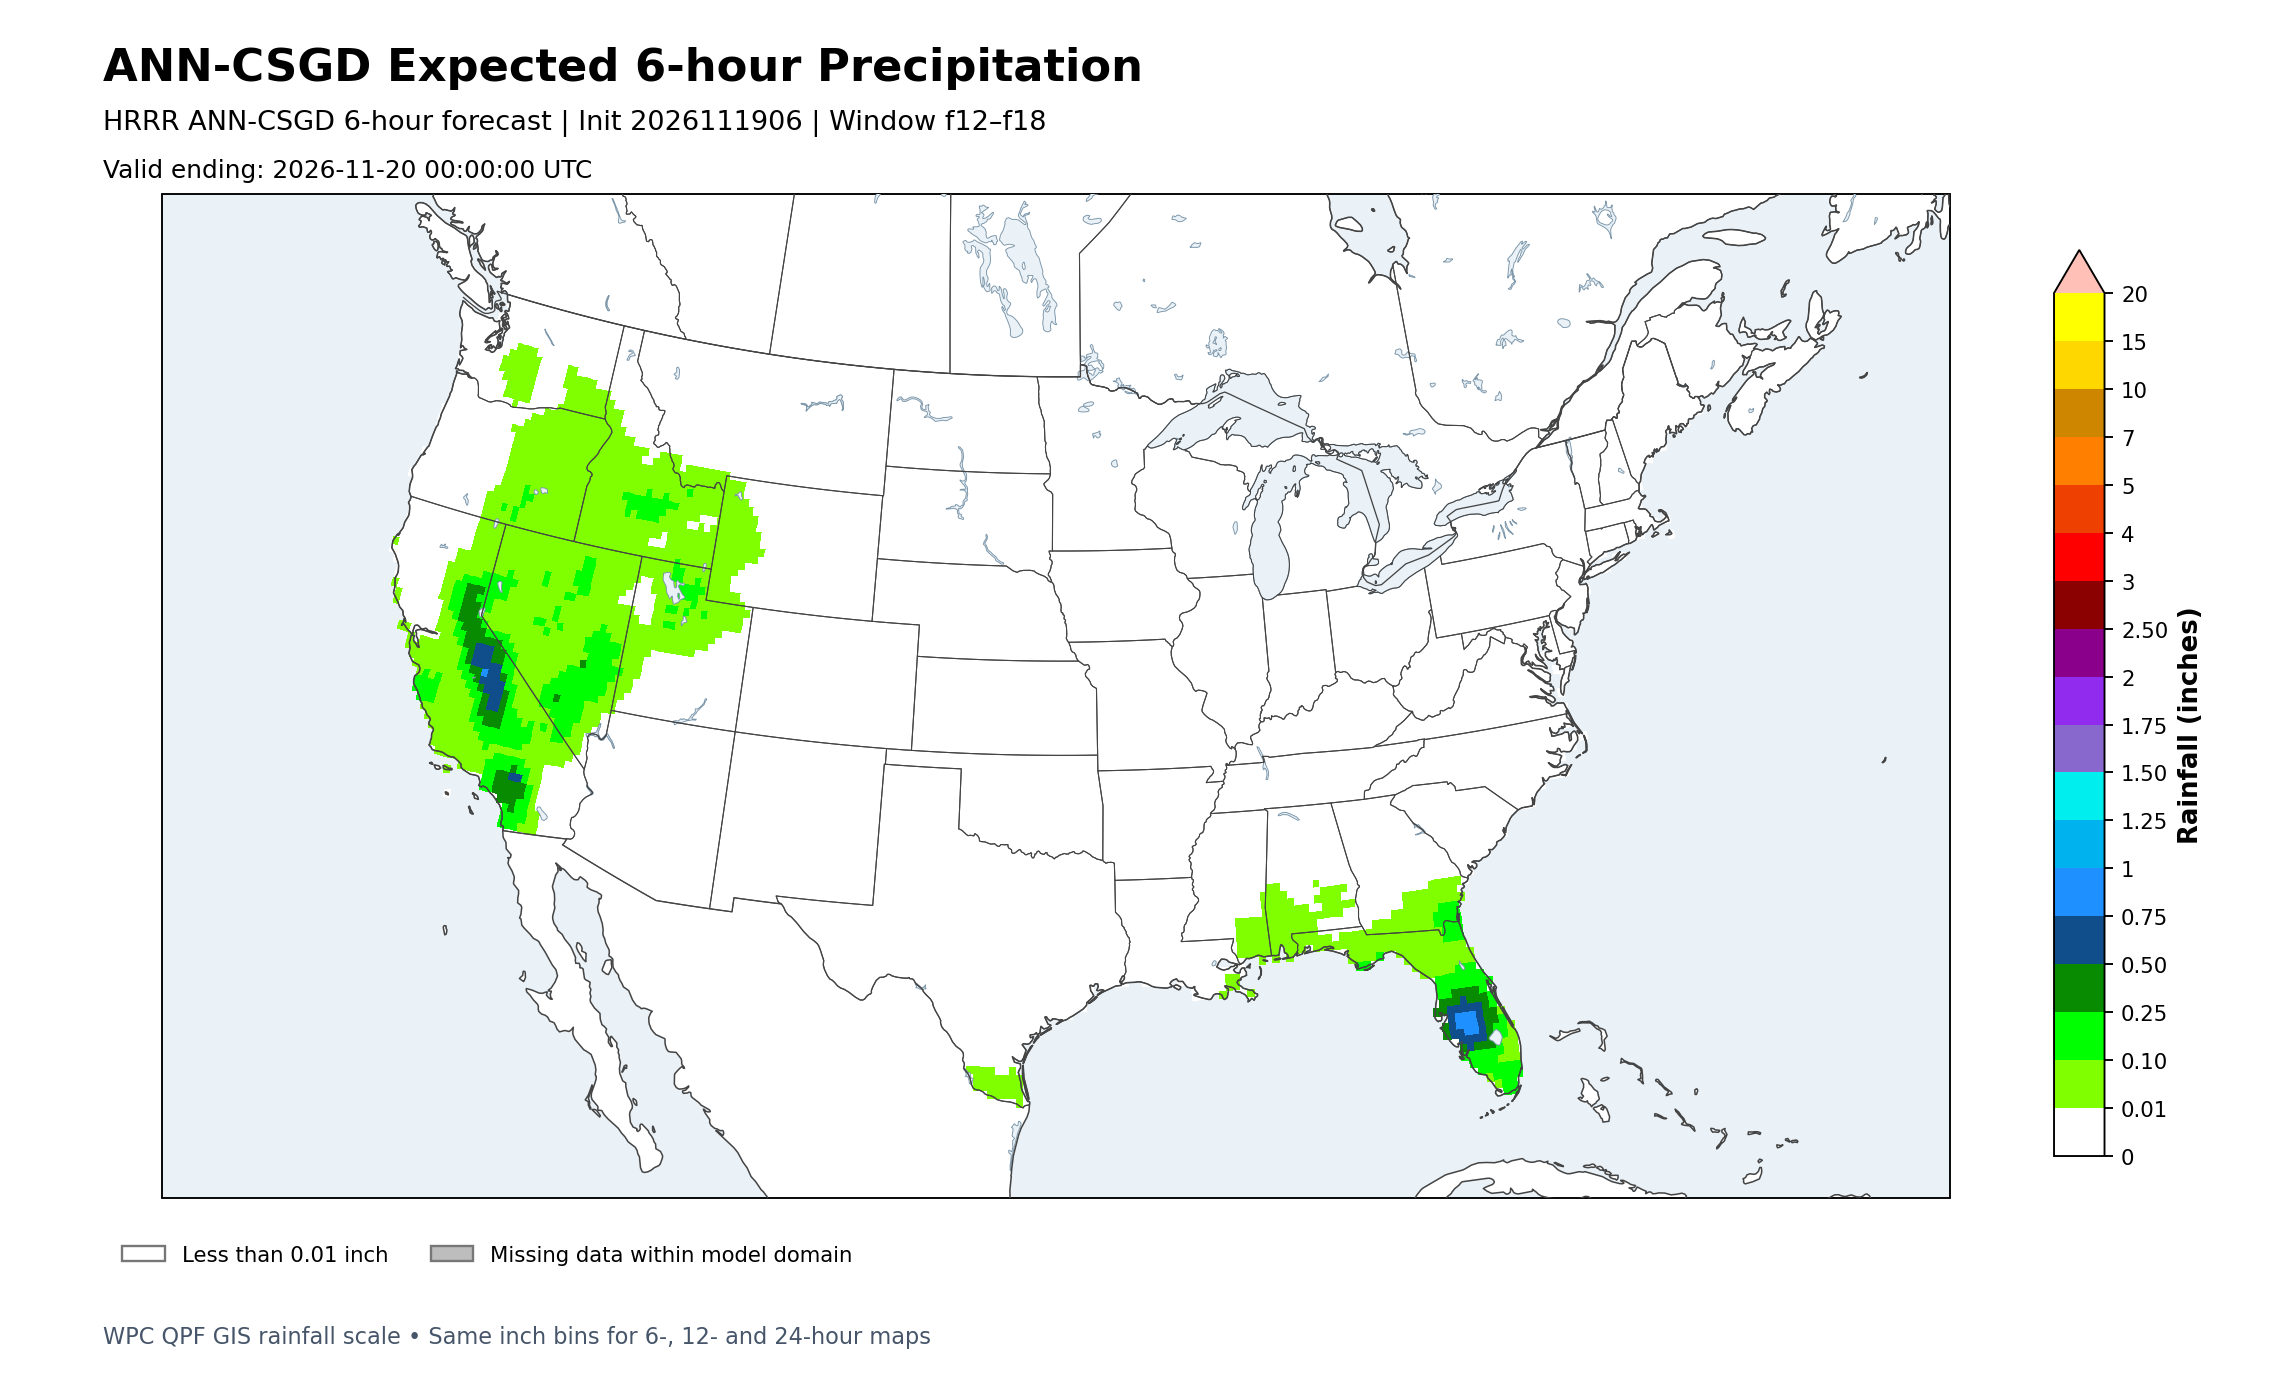 ANN-CSGD Expected 6-hour Precipitation
HRRR ANN-CSGD 6-hour forecast | Init 2026111906 | Window f12–f18
Valid ending: 2026-11-20 00:00:00 UTC
20
15
10
7
5
4
3
2.50
2
1.75
1.50
1.25
1
0.75
0.50
0.25
0.10
0.01
0
Rainfall (inches)
Less than 0.01 inch
Missing data within model domain
WPC QPF GIS rainfall scale • Same inch bins for 6-, 12- and 24-hour maps